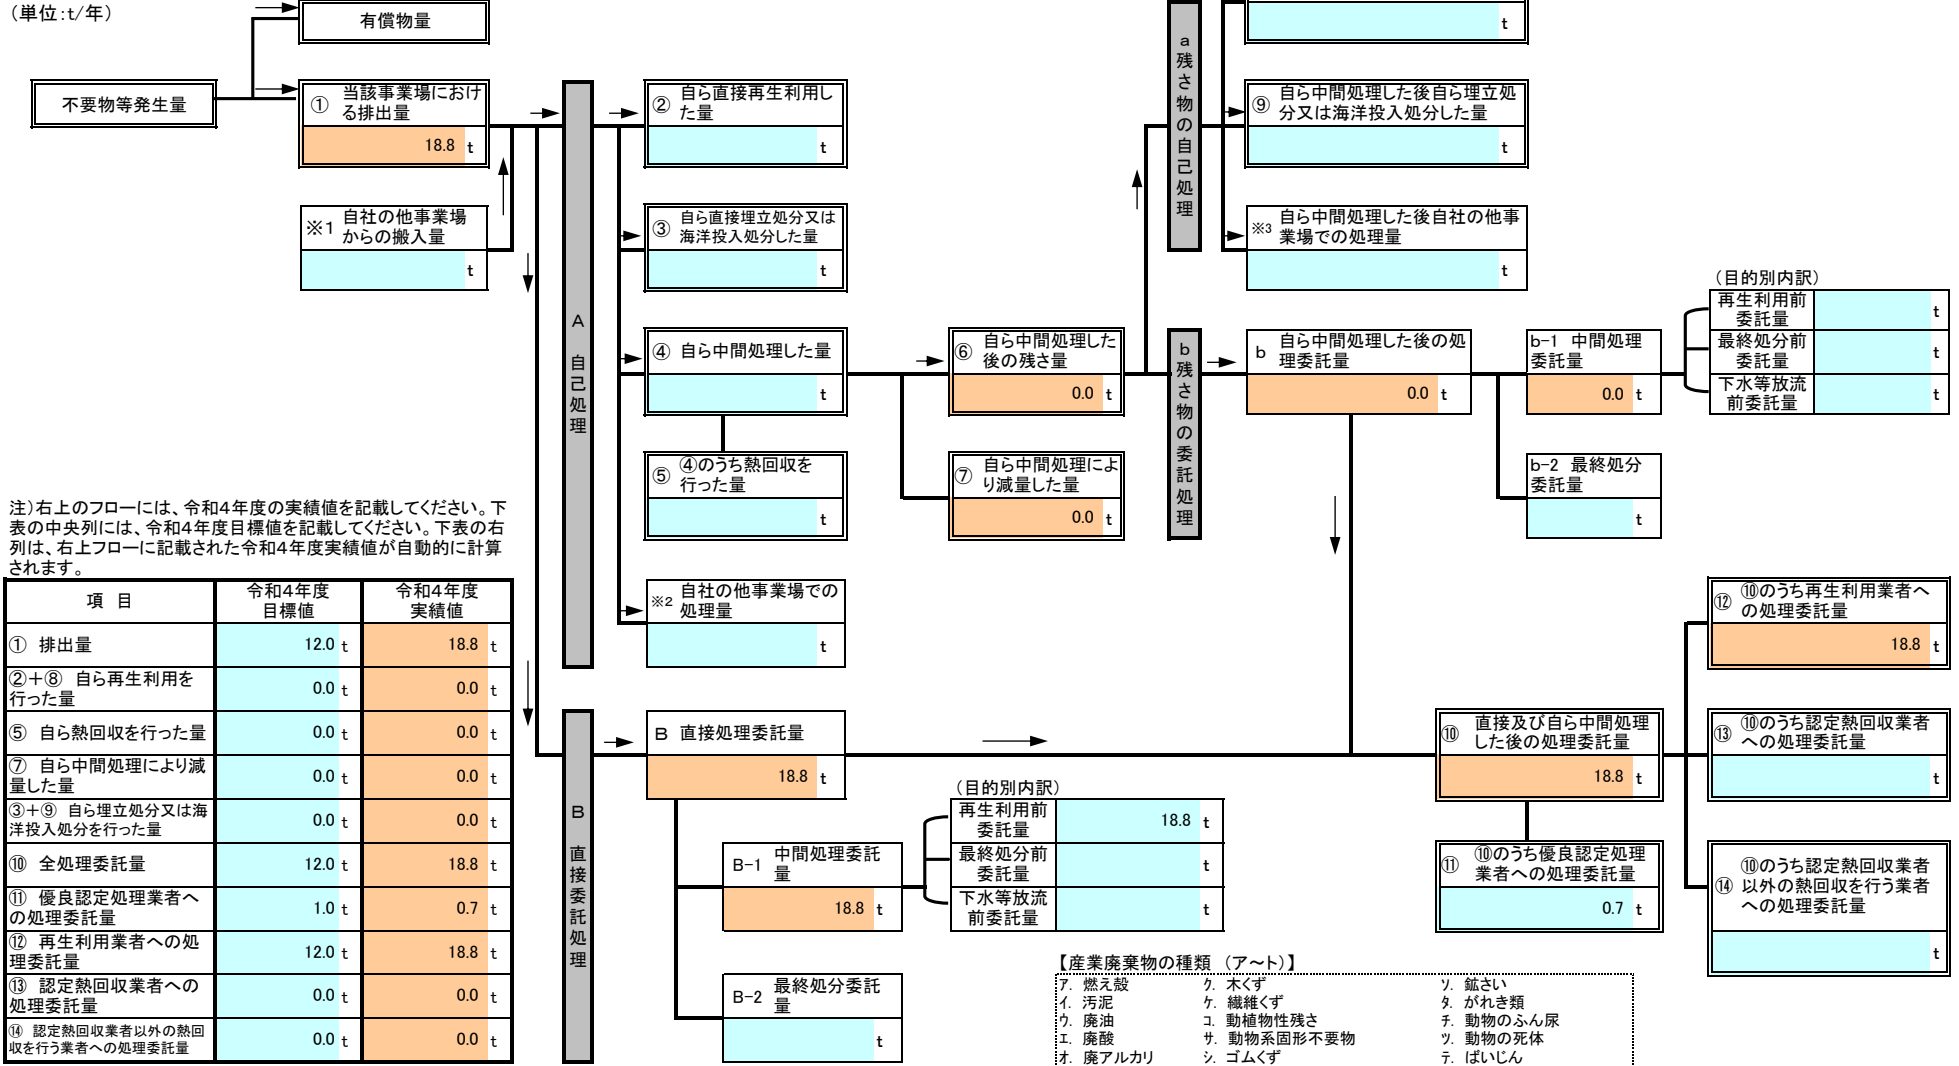 （単位：t/年）
有償物量
不要物等発生量
① 当該事業場におけ
る排出量
18.8 t
※1 自社の他事業場
からの搬入量
t
A 自己処理
② 自ら直接再生利用し
た量
t
③ 自ら直接埋立処分又は
海洋投入処分した量
t
④ 自ら中間処理した量
t
⑤ ④のうち熱回収を
行った量
t
※2 自社の他事業場での
処理量
t
⑥ 自ら中間処理した
後の残さ量
0.0 t
⑦ 自ら中間処理によ
り減量した量
0.0 t
a 残さ物の自己処理
t
⑨ 自ら中間処理した後自ら埋立処
分又は海洋投入処分した量
t
※3 自ら中間処理した後自社の他事
業場での処理量
t
b 残さ物の委託処理
b 自ら中間処理した後の処
理委託量
0.0 t
b-1 中間処理
委託量
0.0 t
b-2 最終処分
委託量
t
（目的別内訳）
再生利用前
委託量
t
最終処分前
委託量
t
下水等放流
前委託量
t
注）右上のフローには、令和4年度の実績値を記載してください。下
表の中央列には、令和4年度目標値を記載してください。下表の右
列は、右上フローに記載された令和4年度実績値が自動的に計算
されます。
項 目 令和4年度
目標値 令和4年度
実績値
① 排出量 12.0 t 18.8 t
②＋⑧ 自ら再生利用を
行った量 0.0 t 0.0 t
⑤ 自ら熱回収を行った量 0.0 t 0.0 t
⑦ 自ら中間処理により減
量した量 0.0 t 0.0 t
③＋⑨ 自ら埋立処分又は海
洋投入処分を行った量 0.0 t 0.0 t
⑩ 全処理委託量 12.0 t 18.8 t
⑪ 優良認定処理業者へ
の処理委託量 1.0 t 0.7 t
⑫ 再生利用業者への処
理委託量 12.0 t 18.8 t
⑬ 認定熱回収業者への
処理委託量 0.0 t 0.0 t
⑭ 認定熱回収業者以外の熱回
収を行う業者への処理委託量 0.0 t 0.0 t
B 直接委託処理
B 直接処理委託量
18.8 t
B-1 中間処理委託
量
18.8 t
B-2 最終処分委託
量
t
（目的別内訳）
再生利用前
委託量
18.8 t
最終処分前
委託量
t
下水等放流
前委託量
t
⑩ 直接及び自ら中間処理
した後の処理委託量
18.8 t
⑪ ⑩のうち優良認定処理
業者への処理委託量
0.7 t
⑫ ⑩のうち再生利用業者へ
の処理委託量
18.8 t
⑬ ⑩のうち認定熱回収業者
への処理委託量
t
⑭ ⑩のうち認定熱回収業者
以外の熱回収を行う業者
への処理委託量
t
【産業廃棄物の種類 （ア～ト）】
ア. 燃え殻 ク. 木くず ソ. 鉱さい
イ. 汚泥 ケ. 繊維くず タ. がれき類
ウ. 廃油 コ. 動植物性残さ チ. 動物のふん尿
エ. 廃酸 サ. 動物系固形不要物 ツ. 動物の死体
オ. 廃アルカリ シ. ゴムくず テ. ばいじん